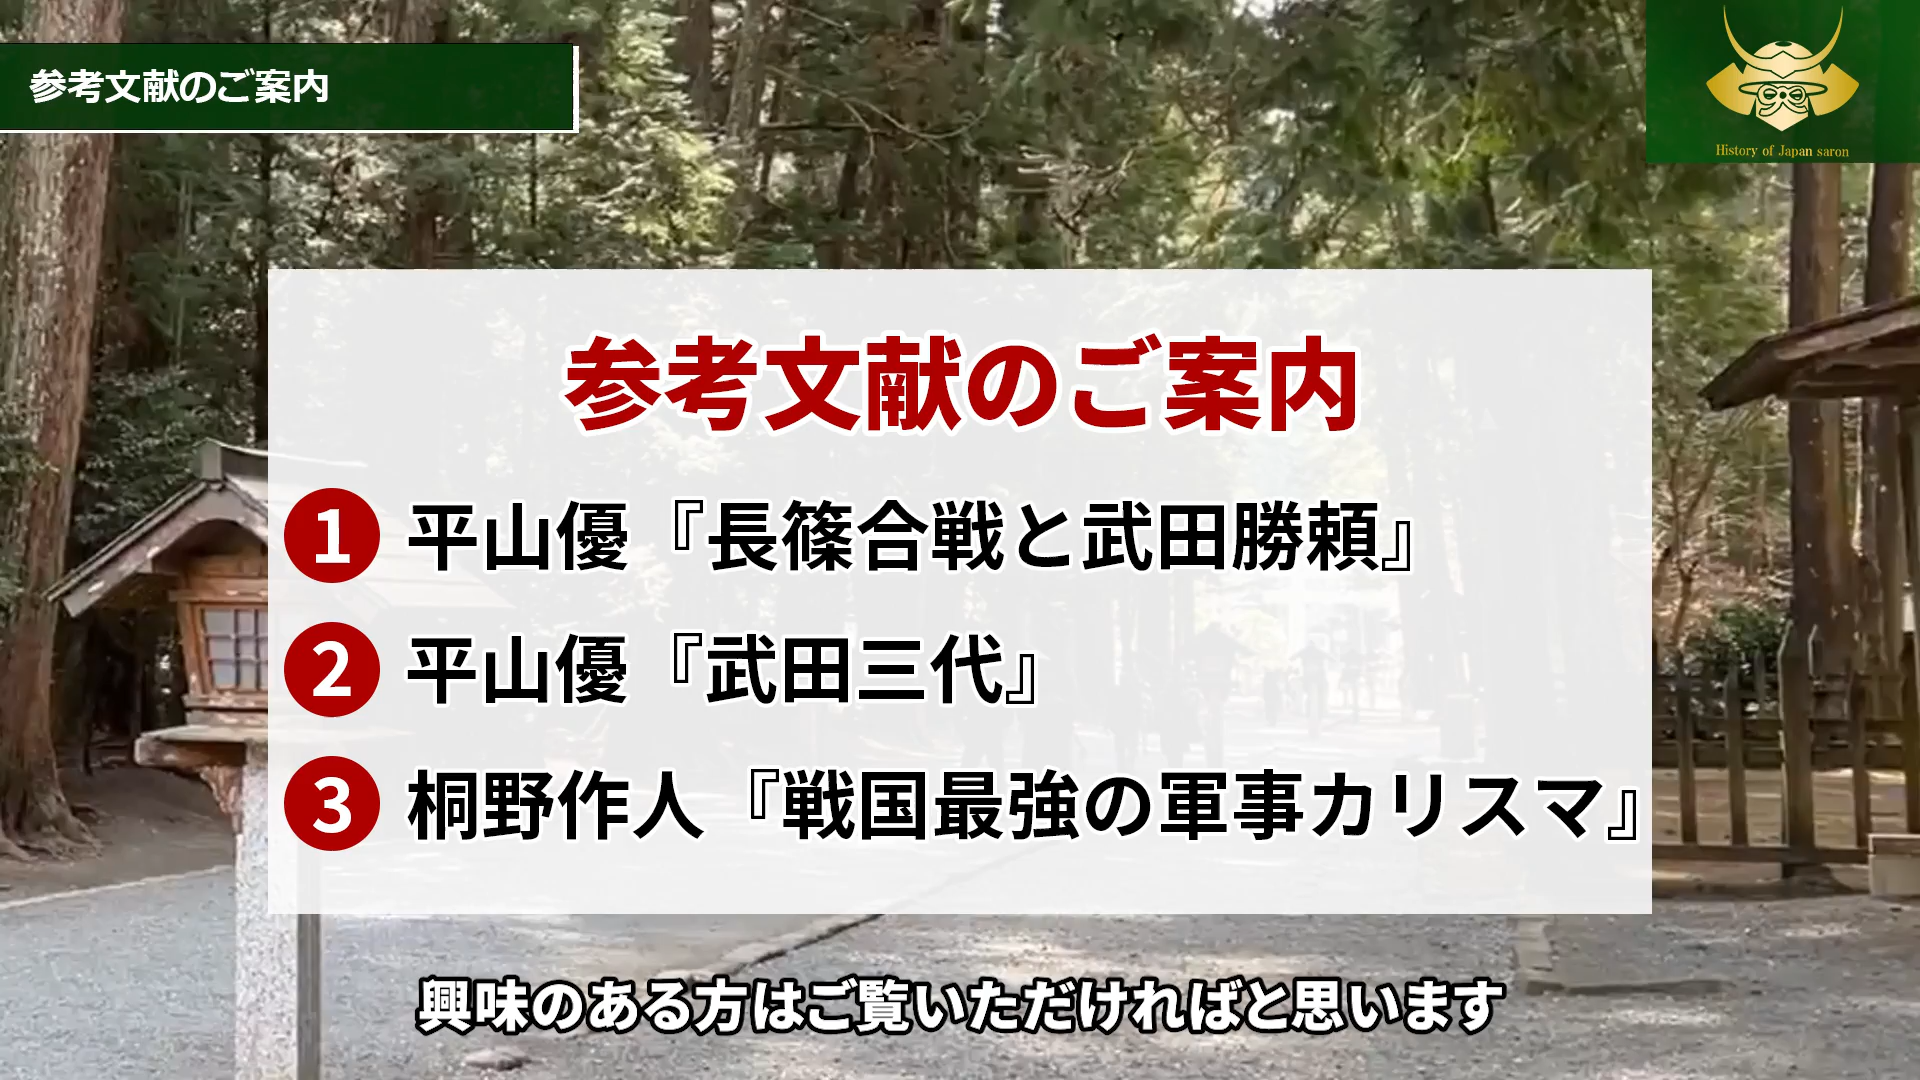 参考文献のご案内
History of Japan saron
参考文献のご案内
1 平山優『長篠合戦と武田勝頼』
2 平山優『武田三代』
3 桐野作人『戦国最強の軍事カリスマ』
興味のある方はご覧いただければと思います